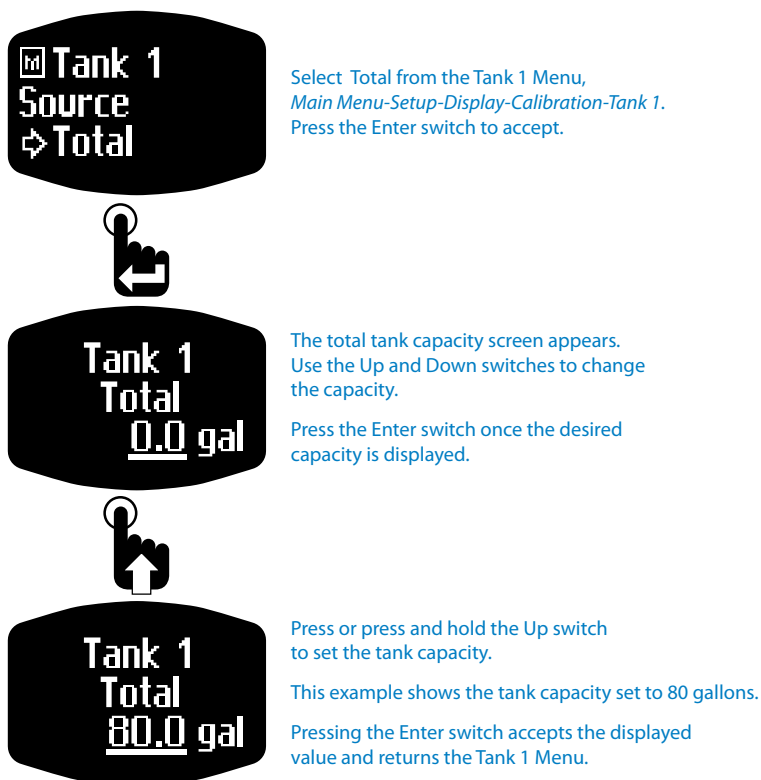 M Tank 1
Source
⇨Total
Select Total from the Tank 1 Menu,
Main Menu-Setup-Display-Calibration-Tank 1.
Press the Enter switch to accept.
Tank 1
Total
0.0 gal
The total tank capacity screen appears.
Use the Up and Down switches to change
the capacity.
Press the Enter switch once the desired
capacity is displayed.
Tank 1
Total
80.0 gal
Press or press and hold the Up switch
to set the tank capacity.
This example shows the tank capacity set to 80 gallons.
Pressing the Enter switch accepts the displayed
value and returns the Tank 1 Menu.